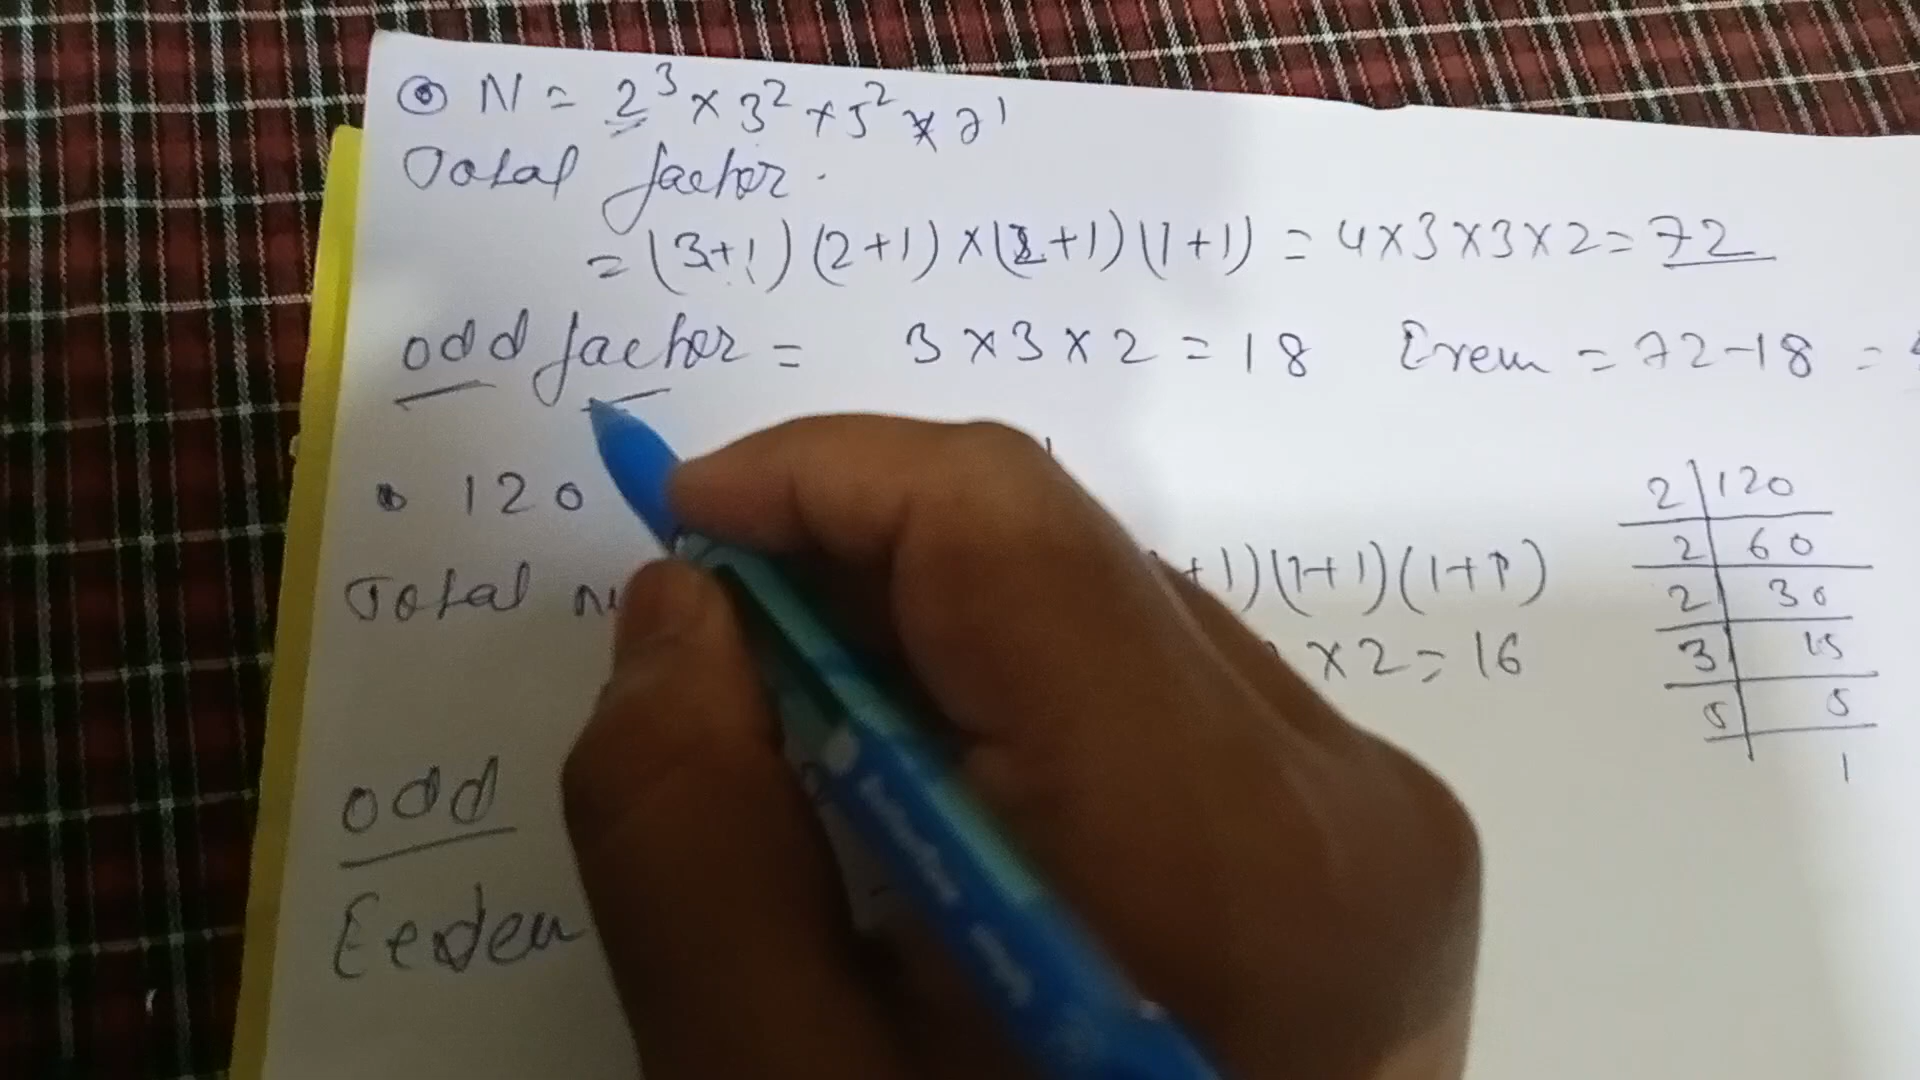 N = 2³ × 3² × 5² × 7¹
Total factor.
= (3+1) (2+1) × (2+1) (1+1) = 4×3×3×2 = 72
odd factor = 3×3×2 = 18 Even = 72-18 =
120
Total
+1) (1+1) (1+1)
×2 = 16
odd
2 | 120
2 | 60
2 | 30
3 | 15
5 | 5
1